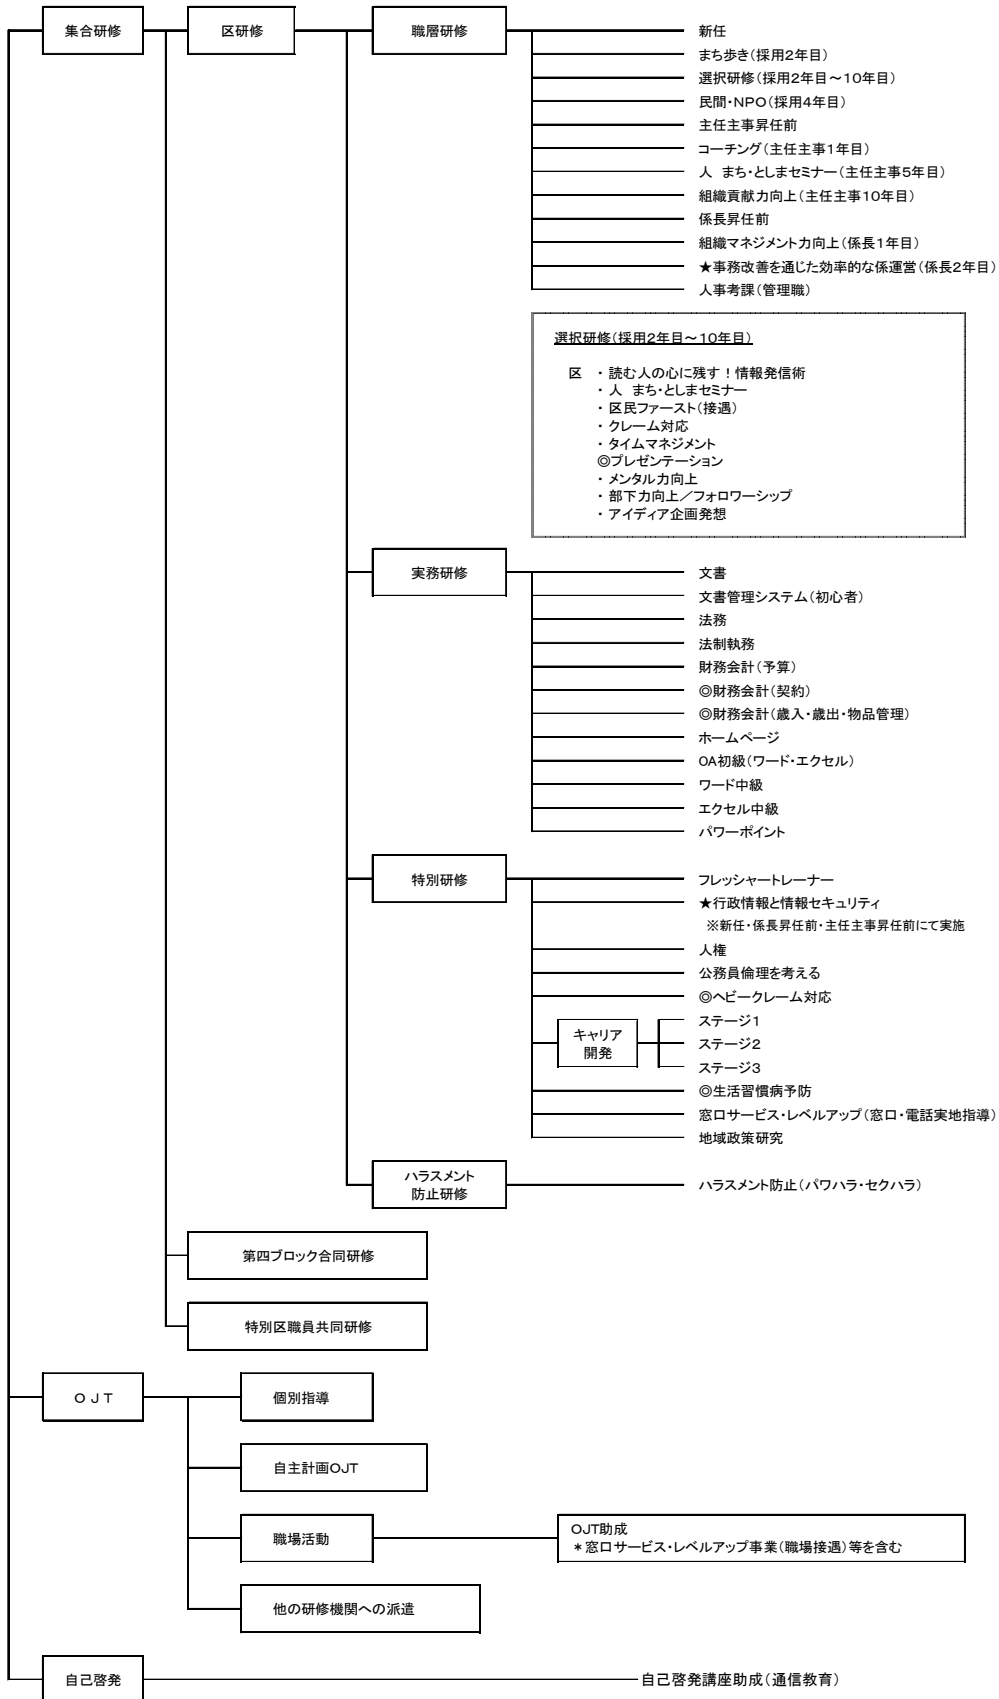 集合研修
区研修
職層研修
新任
まち歩き(採用2年目)
選択研修(採用2年目～10年目)
民間・NPO(採用4年目)
主任主事昇任前
コーチング(主任主事1年目)
人 まち・としまセミナー(主任主事5年目)
組織貢献力向上(主任主事10年目)
係長昇任前
組織マネジメント力向上(係長1年目)
★事務改善を通じた効率的な係運営(係長2年目)
人事考課(管理職)
選択研修(採用2年目～10年目)
区 ・読む人の心に残す！情報発信術
・人 まち・としまセミナー
・区民ファースト(接遇)
・クレーム対応
・タイムマネジメント
◎プレゼンテーション
・メンタル力向上
・部下力向上／フォロワーシップ
・アイディア企画発想
実務研修
文書
文書管理システム(初心者)
法務
法制執務
財務会計(予算)
◎財務会計(契約)
◎財務会計(歳入・歳出・物品管理)
ホームページ
OA初級(ワード・エクセル)
ワード中級
エクセル中級
パワーポイント
特別研修
フレッシャートレーナー
★行政情報と情報セキュリティ
※新任・係長昇任前・主任主事昇任前にて実施
人権
公務員倫理を考える
◎ヘビークレーム対応
キャリア
開発
ステージ1
ステージ2
ステージ3
◎生活習慣病予防
窓口サービス・レベルアップ(窓口・電話実地指導)
地域政策研究
ハラスメント
防止研修
ハラスメント防止(パワハラ・セクハラ)
第四ブロック合同研修
特別区職員共同研修
ＯＪＴ
個別指導
自主計画OJT
職場活動
OJT助成
＊窓口サービス・レベルアップ事業(職場接遇)等を含む
他の研修機関への派遣
自己啓発
自己啓発講座助成(通信教育)